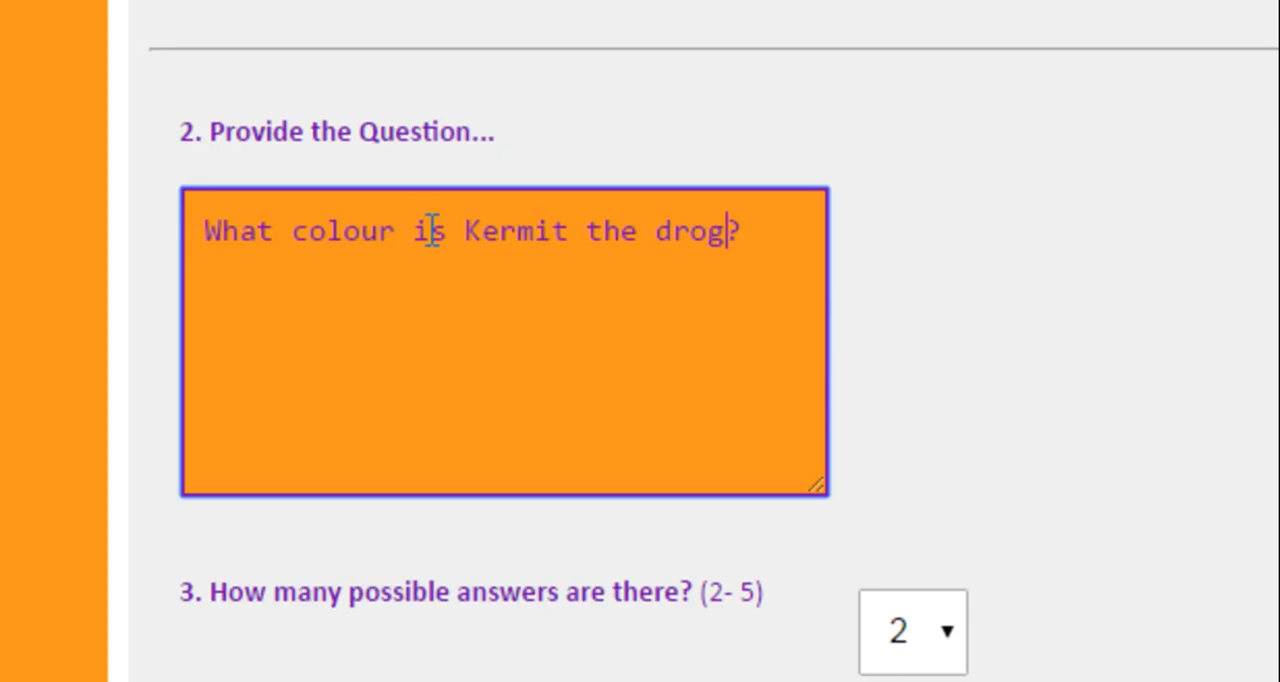 2. Provide the Question...
What colour is Kermit the drog?
3. How many possible answers are there? (2- 5)
2